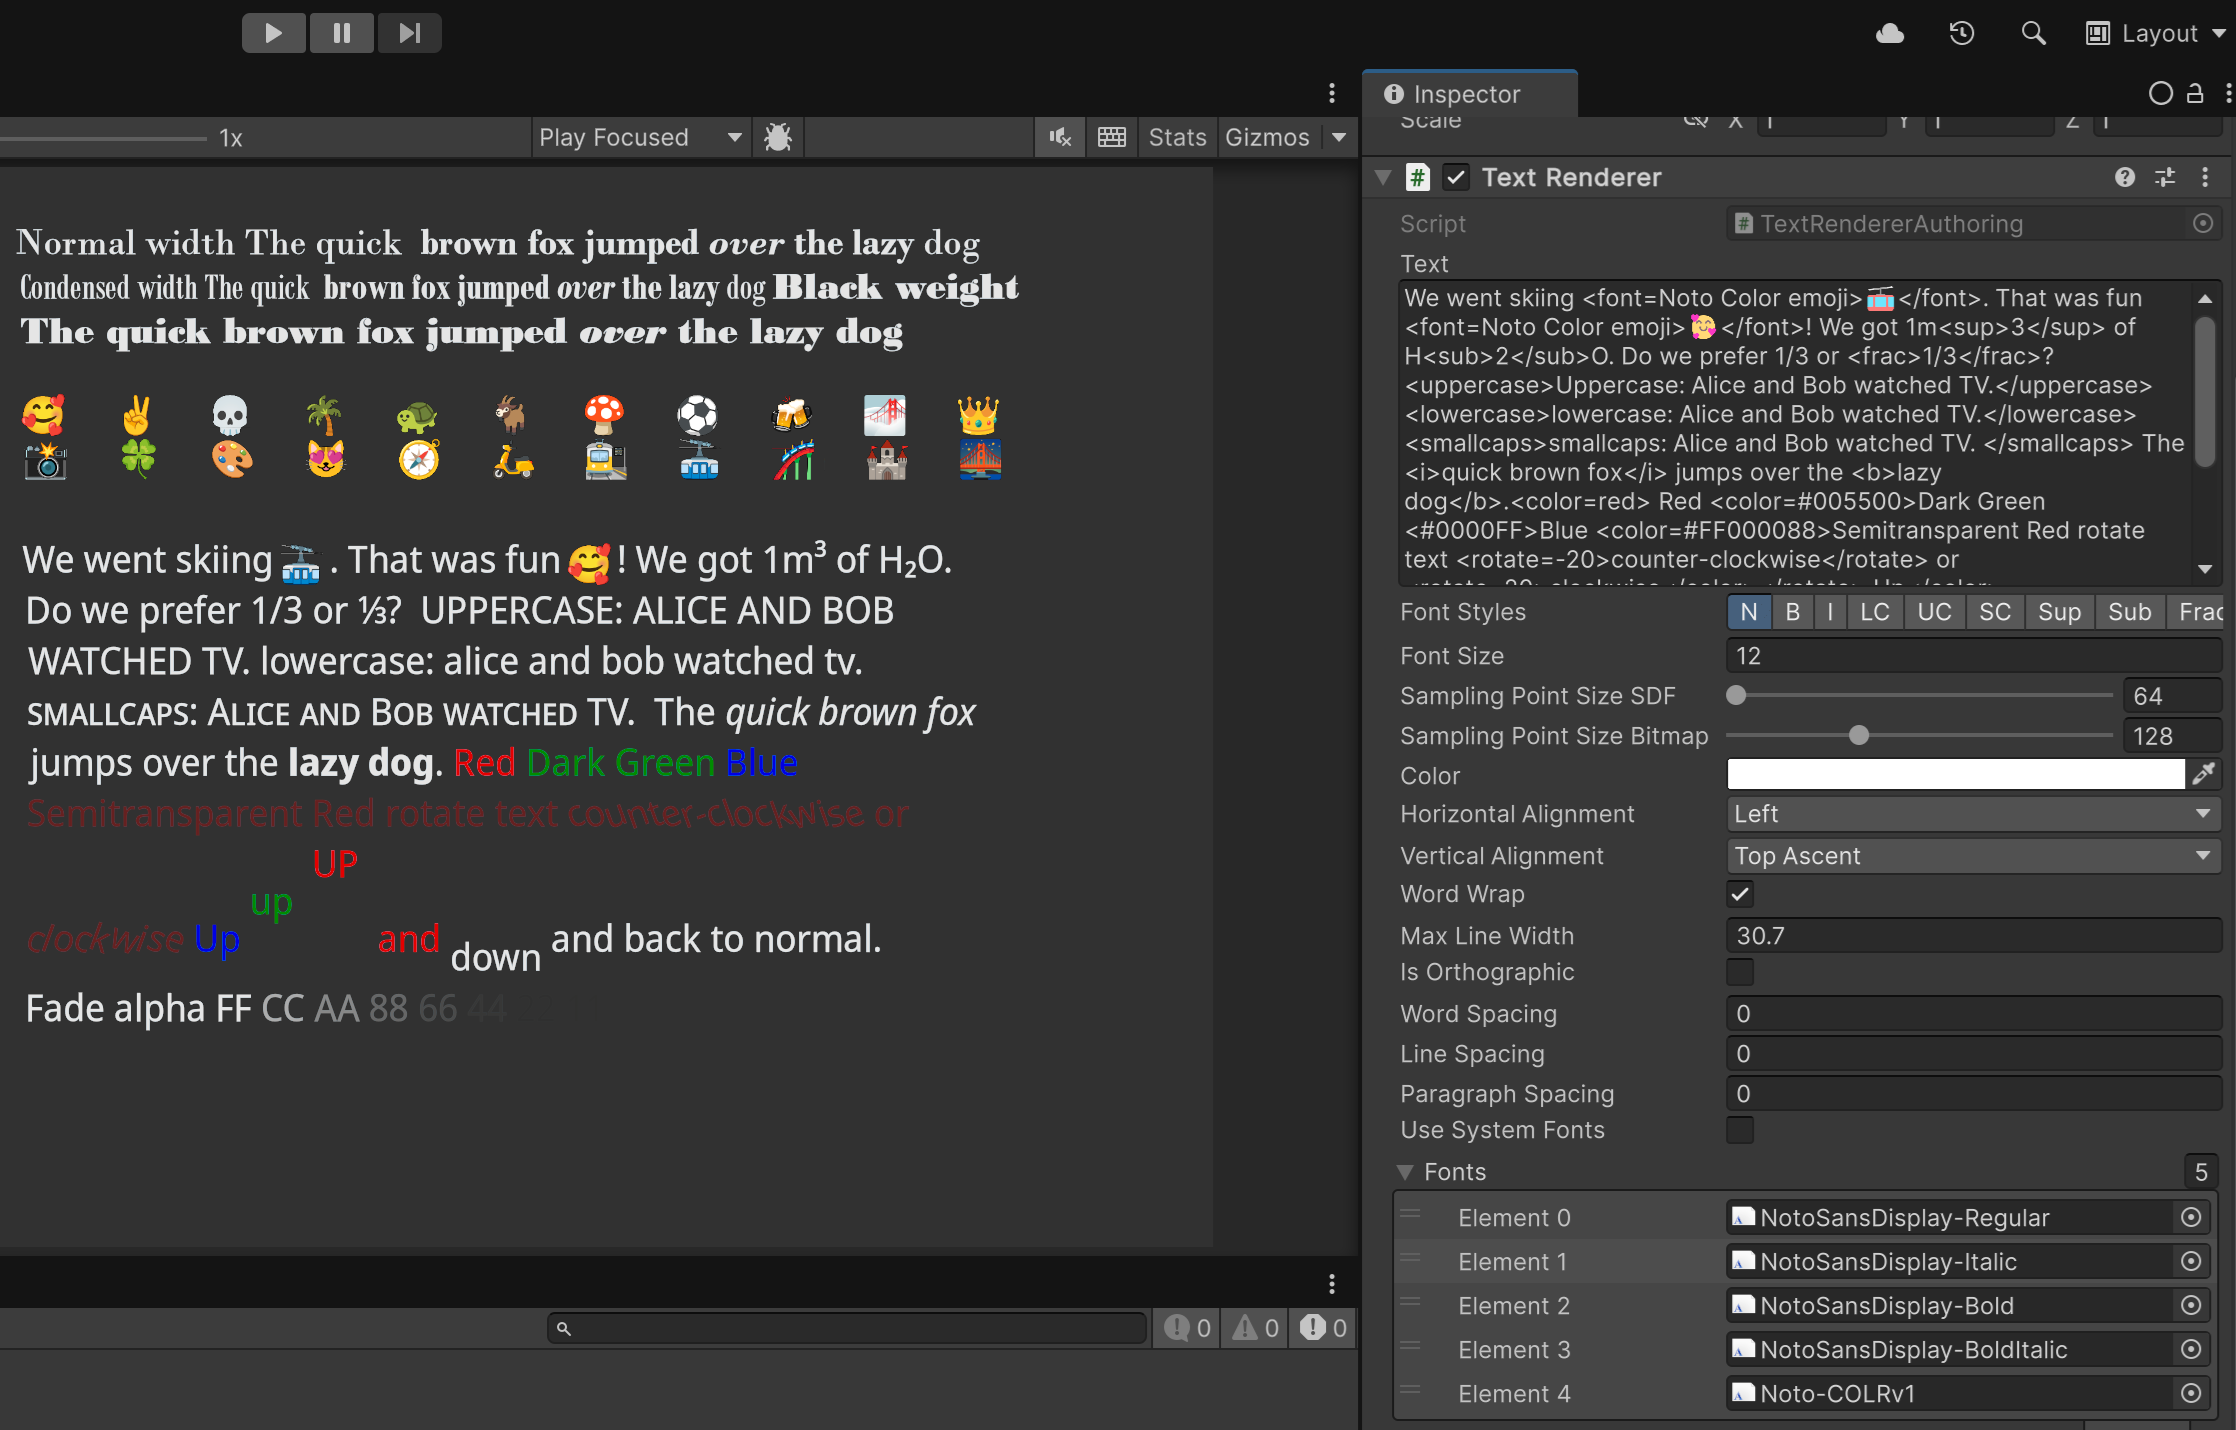 Layout
Inspector
1x
Play Focused
Stats
Gizmos
Scale X 1 Y 1 Z 1
Text Renderer
Script
TextRendererAuthoring
Text
We went skiing <font=Noto Color emoji>🚡</font>. That was fun
<font=Noto Color emoji>🥰</font>! We got 1m<sup>3</sup> of
H<sub>2</sub>O. Do we prefer 1/3 or <frac>1/3</frac>?
<uppercase>Uppercase: Alice and Bob watched TV.</uppercase>
<lowercase>lowercase: Alice and Bob watched TV.</lowercase>
<smallcaps>smallcaps: Alice and Bob watched TV. </smallcaps> The
<i>quick brown fox</i> jumps over the <b>lazy
dog</b>.<color=red> Red <color=#005500>Dark Green
<#0000FF>Blue <color=#FF000088>Semitransparent Red rotate
text <rotate=-20>counter-clockwise</rotate> or
Font Styles
N B I LC UC SC Sup Sub Frac
Font Size
12
Sampling Point Size SDF
64
Sampling Point Size Bitmap
128
Color
Horizontal Alignment
Left
Vertical Alignment
Top Ascent
Word Wrap
Max Line Width
30.7
Is Orthographic
Word Spacing
0
Line Spacing
0
Paragraph Spacing
0
Use System Fonts
Fonts
5
Element 0
NotoSansDisplay-Regular
Element 1
NotoSansDisplay-Italic
Element 2
NotoSansDisplay-Bold
Element 3
NotoSansDisplay-BoldItalic
Element 4
Noto-COLRv1
Normal width The quick brown fox jumped over the lazy dog
Condensed width The quick brown fox jumped over the lazy dog Black weight
The quick brown fox jumped over the lazy dog
We went skiing 🚡. That was fun 🥰! We got 1m³ of H₂O.
Do we prefer 1/3 or ⅓? UPPERCASE: ALICE AND BOB
WATCHED TV. lowercase: alice and bob watched tv.
SMALLCAPS: ALICE AND BOB WATCHED TV. The quick brown fox
jumps over the lazy dog. Red Dark Green Blue
Semitransparent Red rotate text counter-clockwise or
clockwise Up up UP and down and back to normal.
Fade alpha FF CC AA 88 66 44
0 0 0